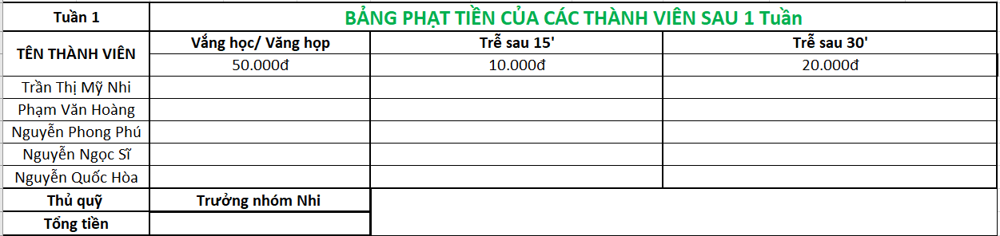 Tuần 1
BẢNG PHẠT TIỀN CỦA CÁC THÀNH VIÊN SAU 1 Tuần
TÊN THÀNH VIÊN
Vắng học/ Văng họp
Trễ sau 15'
Trễ sau 30'
50.000đ
10.000đ
20.000đ
Trần Thị Mỹ Nhi
Phạm Văn Hoàng
Nguyễn Phong Phú
Nguyễn Ngọc Sĩ
Nguyễn Quốc Hòa
Thủ quỹ
Trưởng nhóm Nhi
Tổng tiền